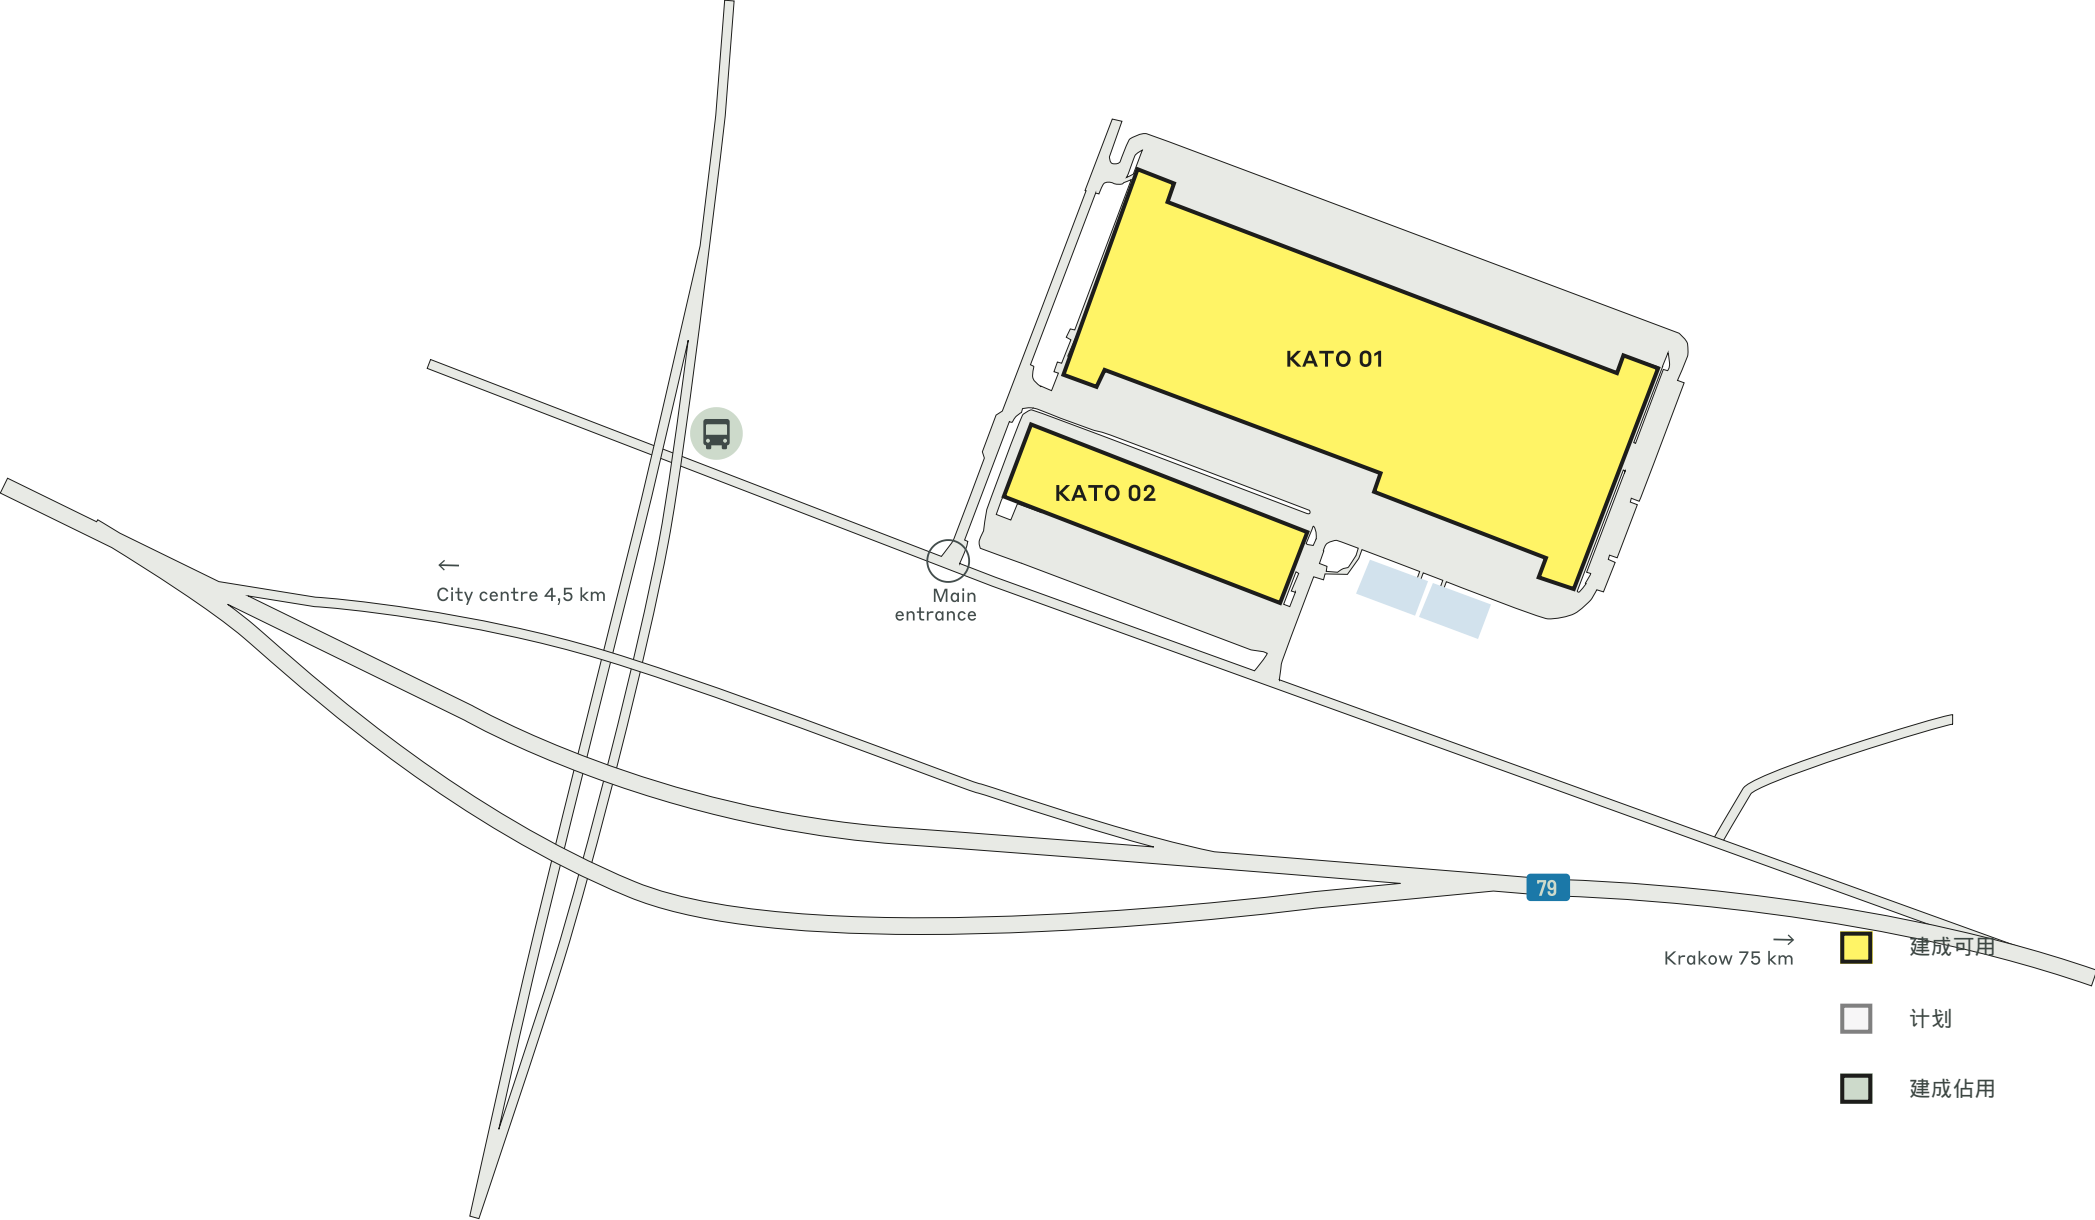 KATO 01
KATO 02
←
City centre 4,5 km
Main
entrance
79
→
Krakow 75 km
建成可用
计划
建成佔用